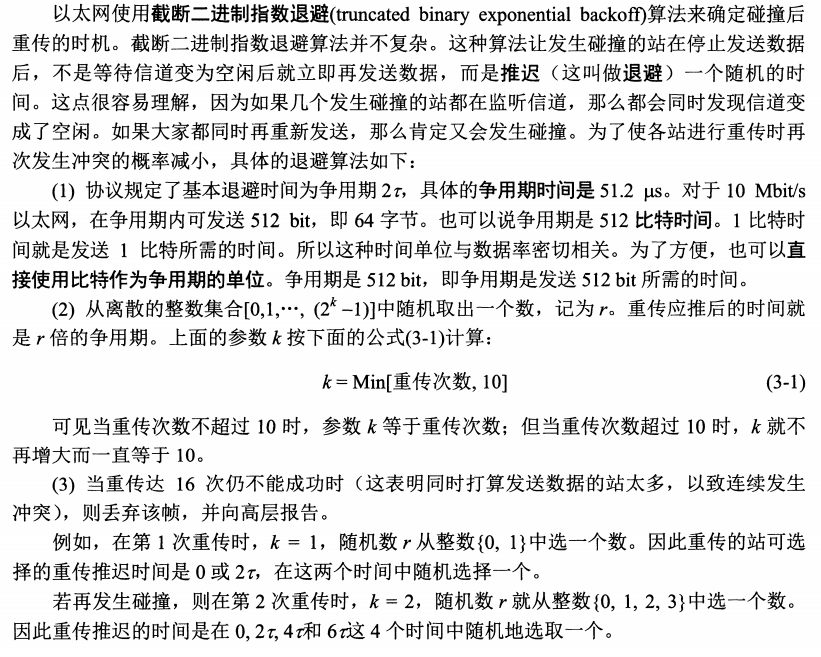 以太网使用截断二进制指数退避(truncated binary exponential backoff)算法来确定碰撞后
重传的时机。截断二进制指数退避算法并不复杂。这种算法让发生碰撞的站在停止发送数据
后，不是等待信道变为空闲后就立即再发送数据，而是推迟（这叫做退避）一个随机的时
间。这点很容易理解，因为如果几个发生碰撞的站都在监听信道，那么都会同时发现信道变
成了空闲。如果大家都同时再重新发送，那么肯定又会发生碰撞。为了使各站进行重传时再
次发生冲突的概率减小，具体的退避算法如下：
(1) 协议规定了基本退避时间为争用期 2τ，具体的争用期时间是 51.2 μs。对于 10 Mbit/s
以太网，在争用期内可发送 512 bit，即 64 字节。也可以说争用期是 512 比特时间。1 比特时
间就是发送 1 比特所需的时间。所以这种时间单位与数据率密切相关。为了方便，也可以直
接使用比特作为争用期的单位。争用期是 512 bit，即争用期是发送 512 bit 所需的时间。
(2) 从离散的整数集合[0,1,⋯, (2^k −1)]中随机取出一个数，记为 r。重传应推后的时间就
是 r 倍的争用期。上面的参数 k 按下面的公式(3-1)计算：
k = Min[重传次数, 10] (3-1)
可见当重传次数不超过 10 时，参数 k 等于重传次数；但当重传次数超过 10 时，k 就不
再增大而一直等于 10。
(3) 当重传达 16 次仍不能成功时（这表明同时打算发送数据的站太多，以致连续发生
冲突），则丢弃该帧，并向高层报告。
例如，在第 1 次重传时，k = 1，随机数 r 从整数{0, 1}中选一个数。因此重传的站可选
择的重传推迟时间是 0 或 2τ，在这两个时间中随机选择一个。
若再发生碰撞，则在第 2 次重传时，k = 2，随机数 r 就从整数{0, 1, 2, 3}中选一个数。
因此重传推迟的时间是在 0, 2τ, 4τ和 6τ这 4 个时间中随机地选取一个。